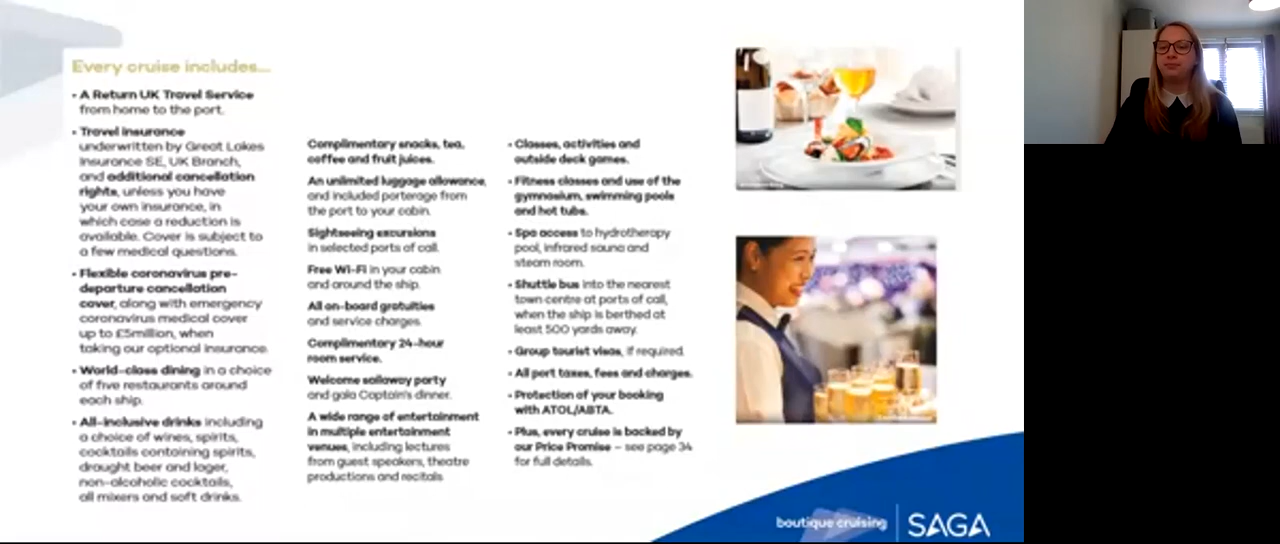 Every cruise includes...
• A Return UK Travel Service
from home to the port.
• Travel insurance
underwritten by Great Lakes
Insurance SE, UK Branch,
and additional cancellation
rights, unless you have
your own insurance, in
which case a reduction is
available. Cover is subject to
a few medical questions.
• Flexible coronavirus pre-
departure cancellation
cover, along with emergency
coronavirus medical cover
up to £5million, when
taking our optional insurance.
• World-class dining in a choice
of five restaurants around
each ship.
• All-inclusive drinks including
a choice of wines, spirits,
cocktails containing spirits,
draught beer and lager,
non-alcoholic cocktails,
all mixers and soft drinks.
Complimentary snacks, tea,
coffee and fruit juices.
An unlimited luggage allowance,
and included porterage from
the port to your cabin.
Sightseeing excursions
in selected ports of call.
Free Wi-Fi in your cabin
and around the ship.
All on-board gratuities
and service charges.
Complimentary 24-hour
room service.
Welcome sailaway party
and gala Captain's dinner.
A wide range of entertainment
in multiple entertainment
venues, including lectures
from guest speakers, theatre
productions and recitals
• Classes, activities and
outside deck games.
• Fitness classes and use of the
gymnasium, swimming pools
and hot tubs.
• Spa access to hydrotherapy
pool, infrared sauna and
steam room.
• Shuttle bus into the nearest
town centre at ports of call,
when the ship is berthed at
least 500 yards away.
• Group tourist visas, if required.
• All port taxes, fees and charges.
• Protection of your booking
with ATOL/ABTA.
• Plus, every cruise is backed by
our Price Promise – see page 34
for full details.
boutique cruising
SAGA